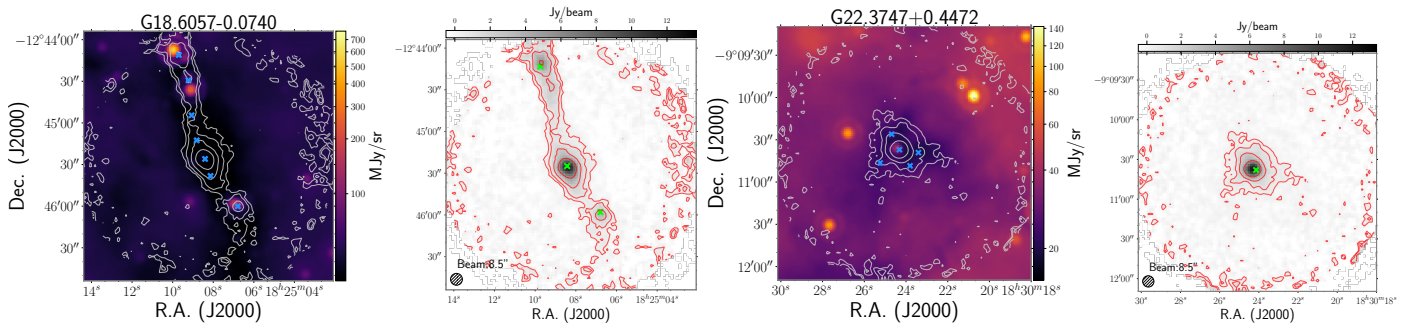 G18.6057-0.0740
−12°44′00″
30″
45′00″
30″
46′00″
30″
Dec. (J2000)
14ˢ 12ˢ 10ˢ 08ˢ 06ˢ 18ʰ25ᵐ04ˢ
R.A. (J2000)
700
500
400
300
200
100
MJy/sr
Jy/beam
0 2 4 6 8
−12°44′00″
30″
45′00″
30″
46′00″
30″
Beam:8.5"
14ˢ 12ˢ 10ˢ 08ˢ 06ˢ 18ʰ25ᵐ04ˢ
R.A. (J2000)
G22.3747+0.4472
−9°09′30″
10′00″
30″
11′00″
30″
12′00″
Dec. (J2000)
30ˢ 28ˢ 26ˢ 24ˢ 22ˢ 20ˢ 18ʰ30ᵐ18ˢ
R.A. (J2000)
140
120
100
80
60
40
20
MJy/sr
Jy/beam
0 2 4 6 8 10 12
−9°09′30″
10′00″
30″
11′00″
30″
12′00″
Beam:8.5"
30ˢ 28ˢ 26ˢ 24ˢ 22ˢ 20ˢ 18ʰ30ᵐ18ˢ
R.A. (J2000)